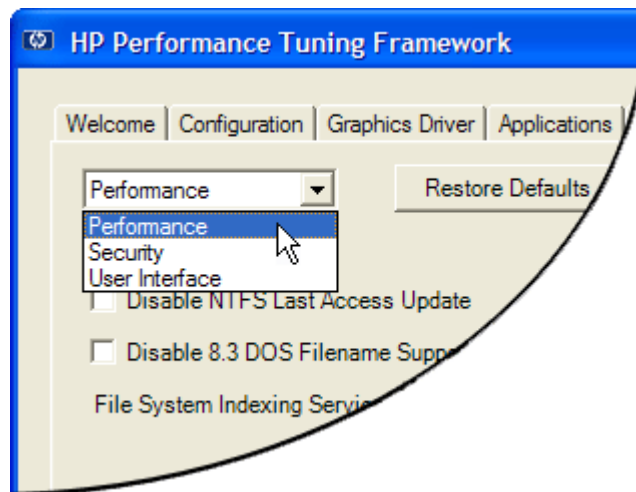 HP Performance Tuning Framework
Welcome Configuration Graphics Driver Applications
Performance Restore Defaults
Performance
Security
User Interface
Disable NTFS Last Access Update
Disable 8.3 DOS Filename
File System Indexing